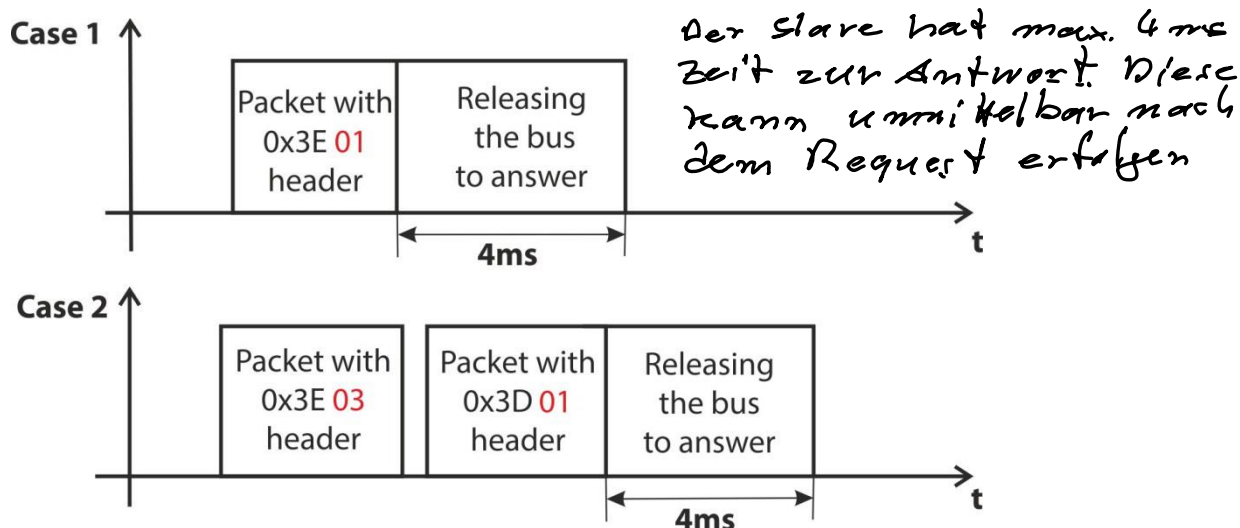 Case 1
Packet with
0x3E 01
header
Releasing
the bus
to answer
4ms
t
Der Slave hat max. 4 ms
Zeit zur Antwort. Diese
kann unmittelbar nach
dem Request erfolgen
Case 2
Packet with
0x3E 03
header
Packet with
0x3D 01
header
Releasing
the bus
to answer
4ms
t